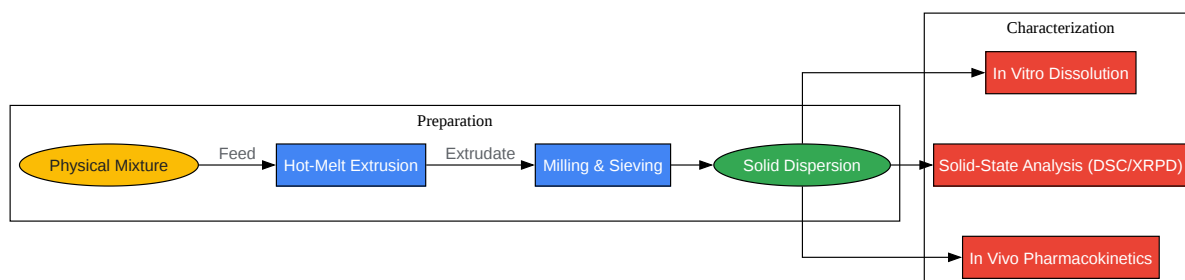 Preparation
Physical Mixture
Feed
Hot-Melt Extrusion
Extrudate
Milling & Sieving
Solid Dispersion
Characterization
In Vitro Dissolution
Solid-State Analysis (DSC/XRPD)
In Vivo Pharmacokinetics